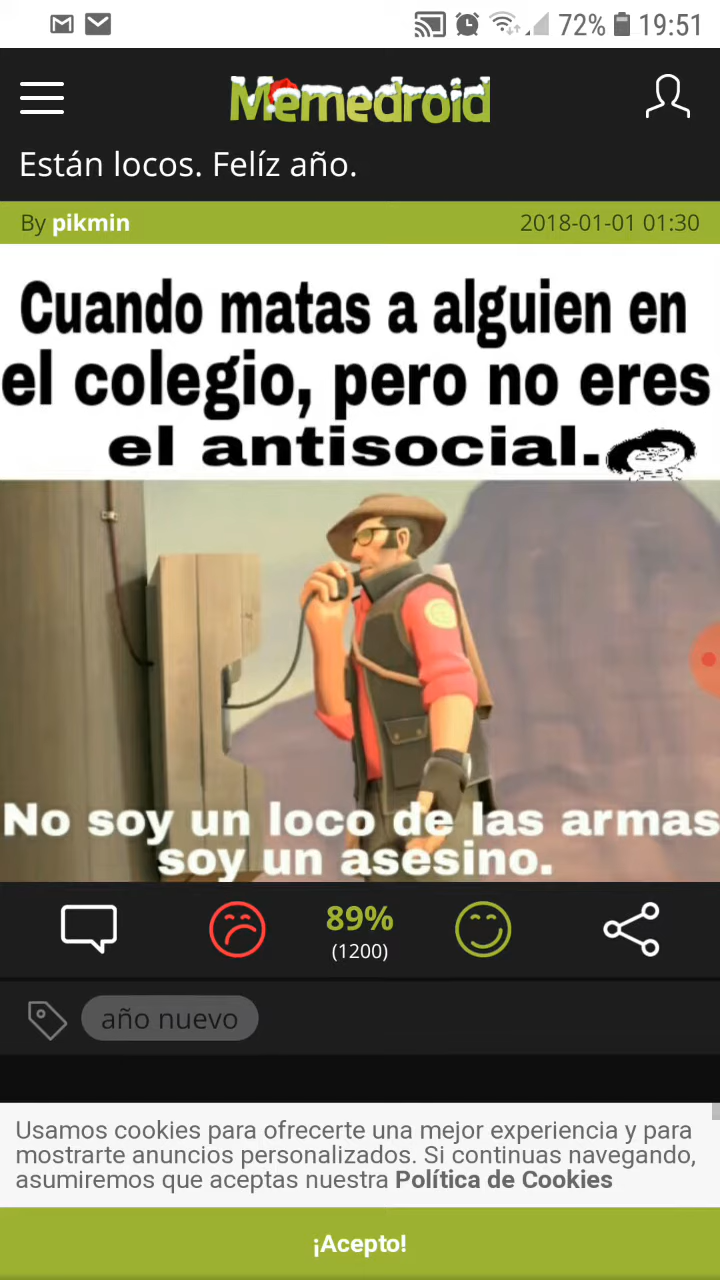 72% 19:51
Memedroid
Están locos. Felíz año.
By pikmin 2018-01-01 01:30
Cuando matas a alguien en
el colegio, pero no eres
el antisocial.
No soy un loco de las armas
soy un asesino.
89%
(1200)
año nuevo
Usamos cookies para ofrecerte una mejor experiencia y para
mostrarte anuncios personalizados. Si continuas navegando,
asumiremos que aceptas nuestra Política de Cookies
¡Acepto!